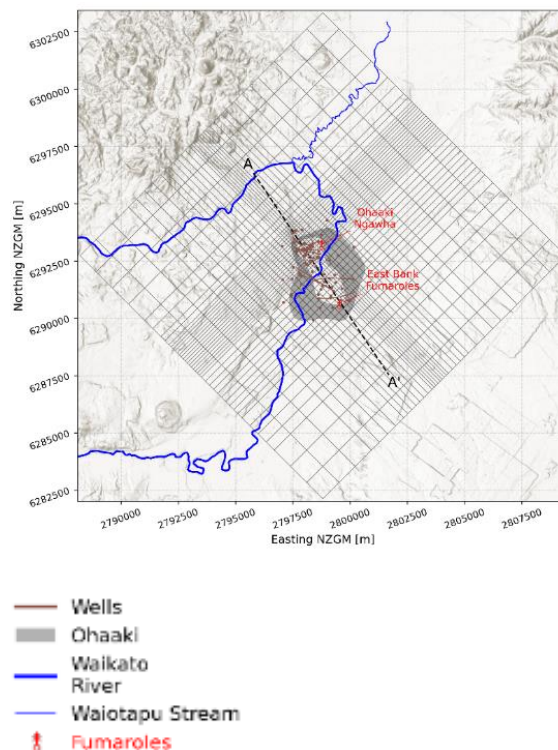 6302500
6300000
6297500
6295000
6292500
6290000
6287500
6285000
6282500
Northing NZGM [m]
A
Ohaaki
Ngawha
East Bank
Fumaroles
A'
2790000
2792500
2795000
2797500
2800000
2802500
2805000
2807500
Easting NZGM [m]
Wells
Ohaaki
Waikato
River
Waiotapu Stream
Fumaroles